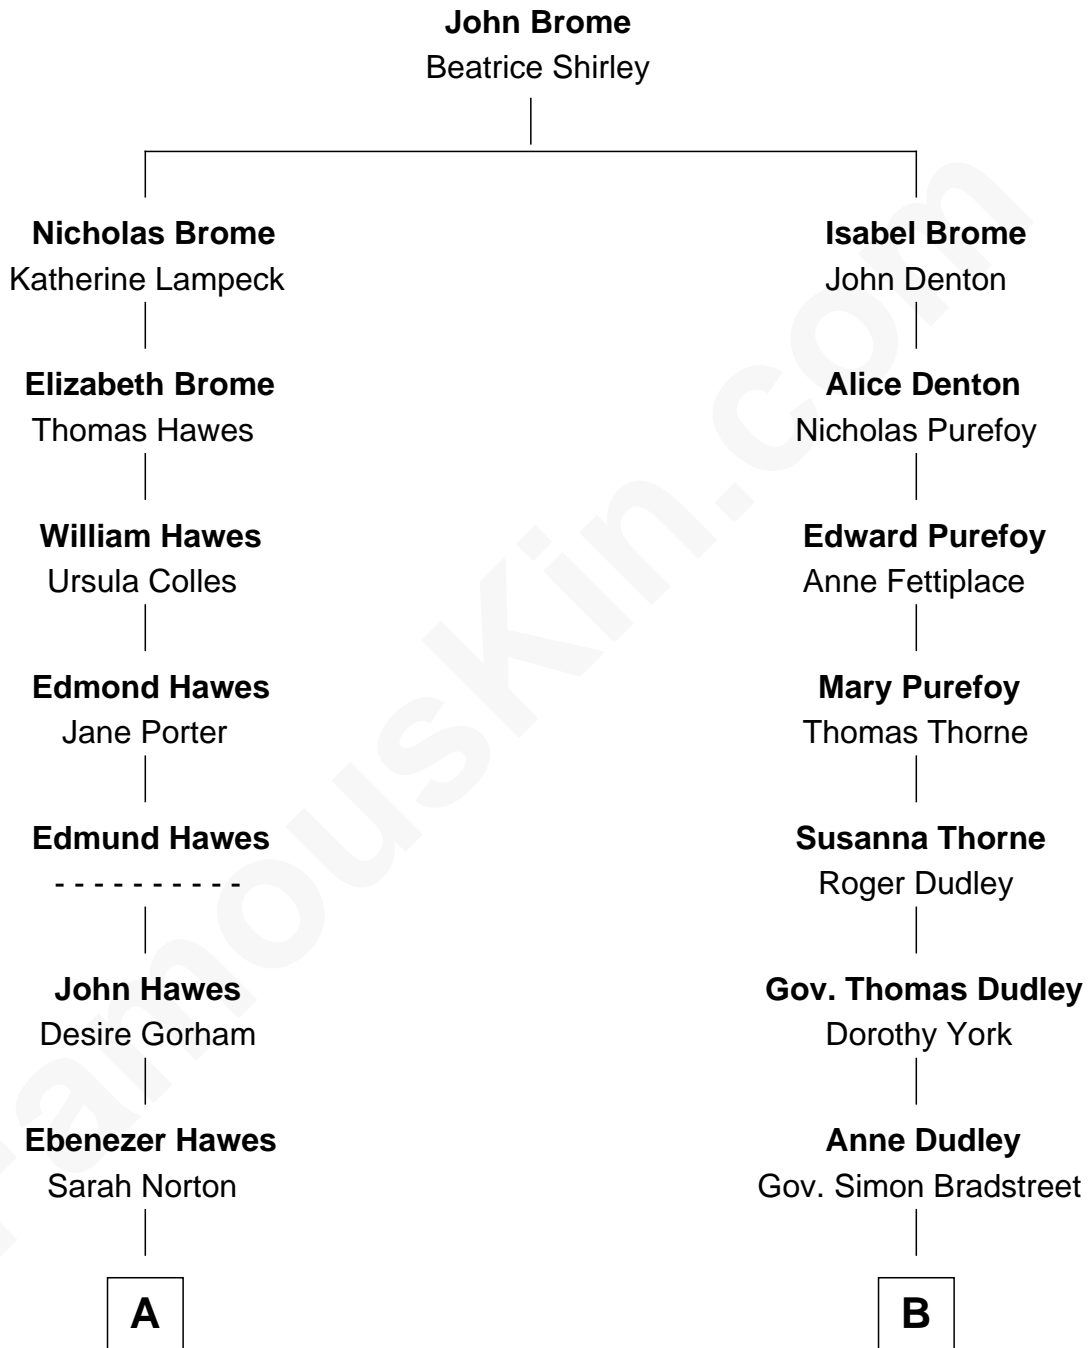 John Brome
Beatrice Shirley
Nicholas Brome
Katherine Lampeck
Isabel Brome
John Denton
Elizabeth Brome
Thomas Hawes
Alice Denton
Nicholas Purefoy
William Hawes
Ursula Colles
Edward Purefoy
Anne Fettiplace
Edmond Hawes
Jane Porter
Mary Purefoy
Thomas Thorne
Edmund Hawes
- - - - - - - - - -
Susanna Thorne
Roger Dudley
John Hawes
Desire Gorham
Gov. Thomas Dudley
Dorothy York
Ebenezer Hawes
Sarah Norton
Anne Dudley
Gov. Simon Bradstreet
A
B
FamousKin.com